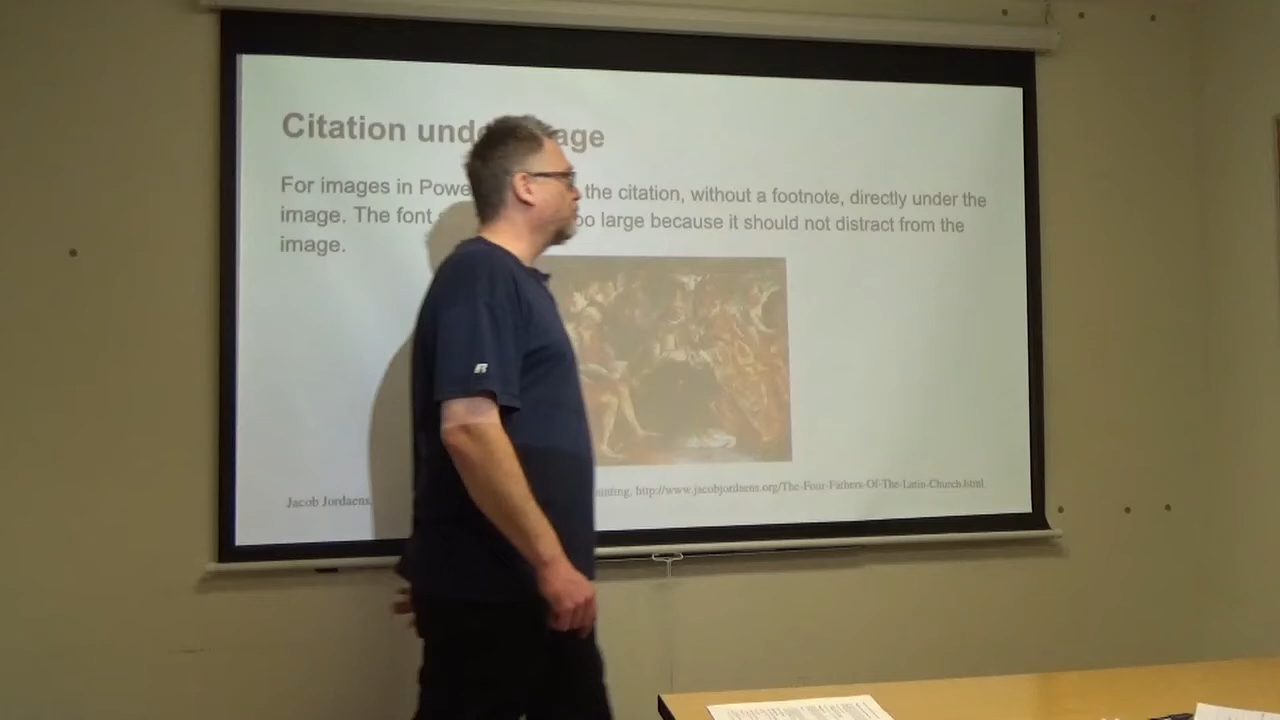 Citation und age
For images in Powe the citation, without a footnote, directly under the
image. The font oo large because it should not distract from the
image.
R
Jacob Jordaens, ainting, http://www.jacobjordaens.org/The-Four-Fathers-Of-The-Latin-Church.html.